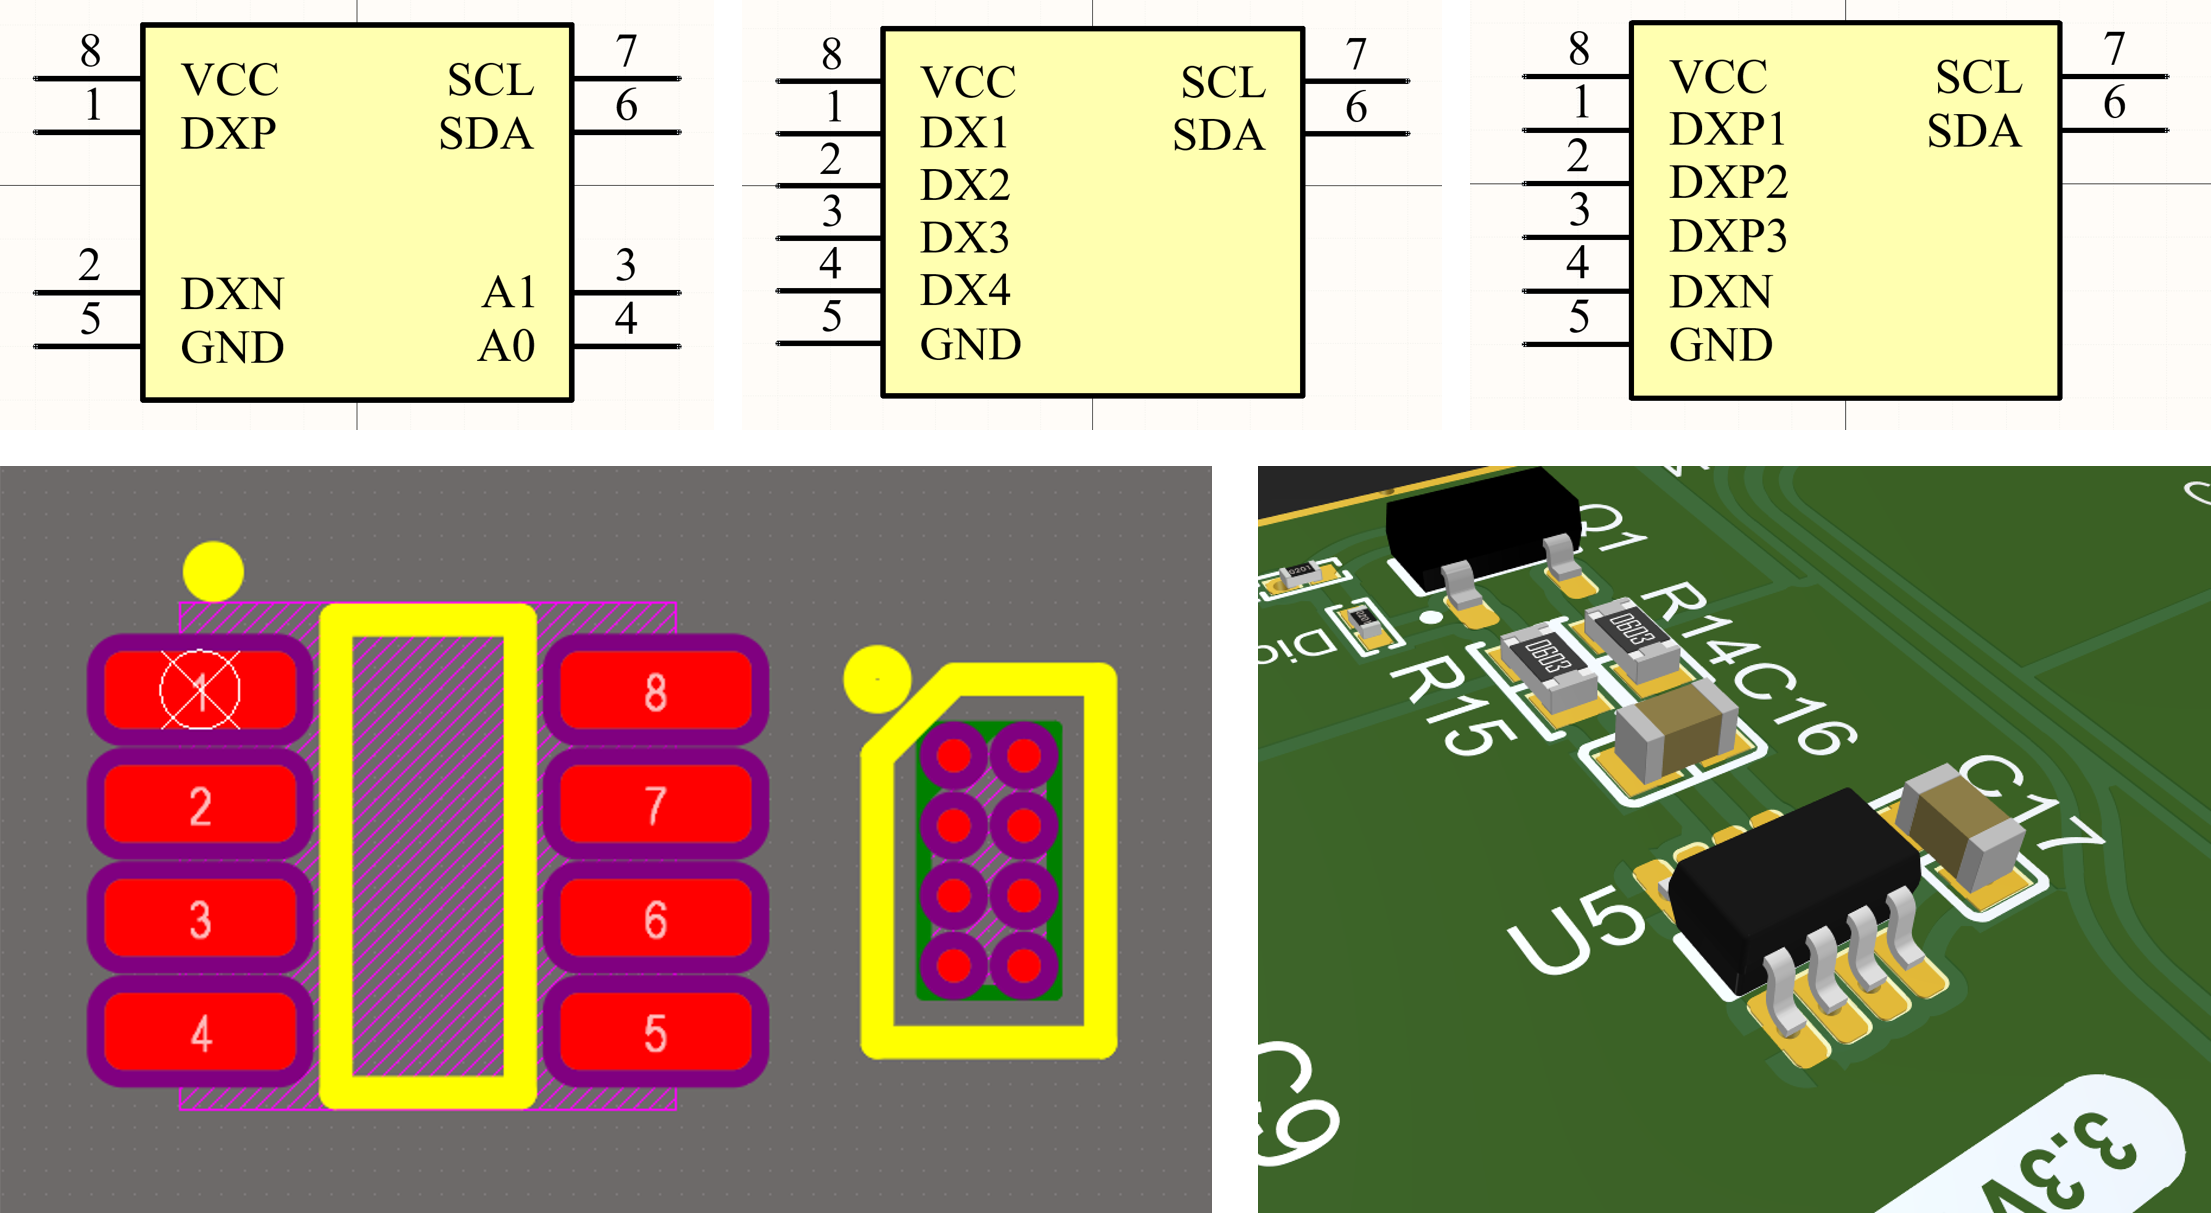 8 VCC SCL 7
1 DXP SDA 6
2 DXN A1 3
5 GND A0 4
8 VCC SCL 7
1 DX1 SDA 6
2 DX2
3 DX3
4 DX4
5 GND
8 VCC SCL 7
1 DXP1 SDA 6
2 DXP2
3 DXP3
4 DXN
5 GND
1 8
2 7
3 6
4 5
Q1
0201
R14
C16
0603
0603
R15
C17
U5
3.3V